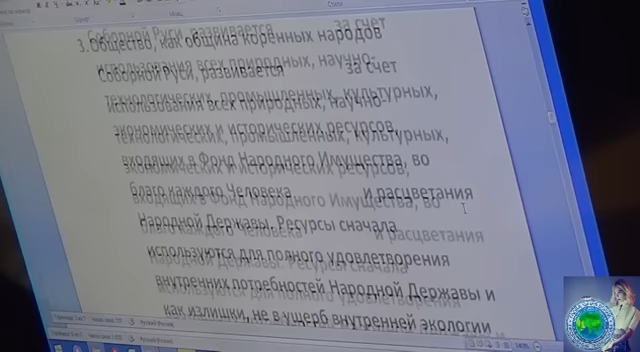 3. Общество, как община коренных народов
Соборной Руси, развивается за счет
использования всех природных, научно-
технологических, промышленных, культурных,
экономических и исторических ресурсов,
входящих в Фонд Народного Имущества, во
благо каждого Человека и расцветания
Народной Державы. Ресурсы сначала
используются для полного удовлетворения
внутренних потребностей Народной Державы и
как излишки, не в ущерб внутренней экологии